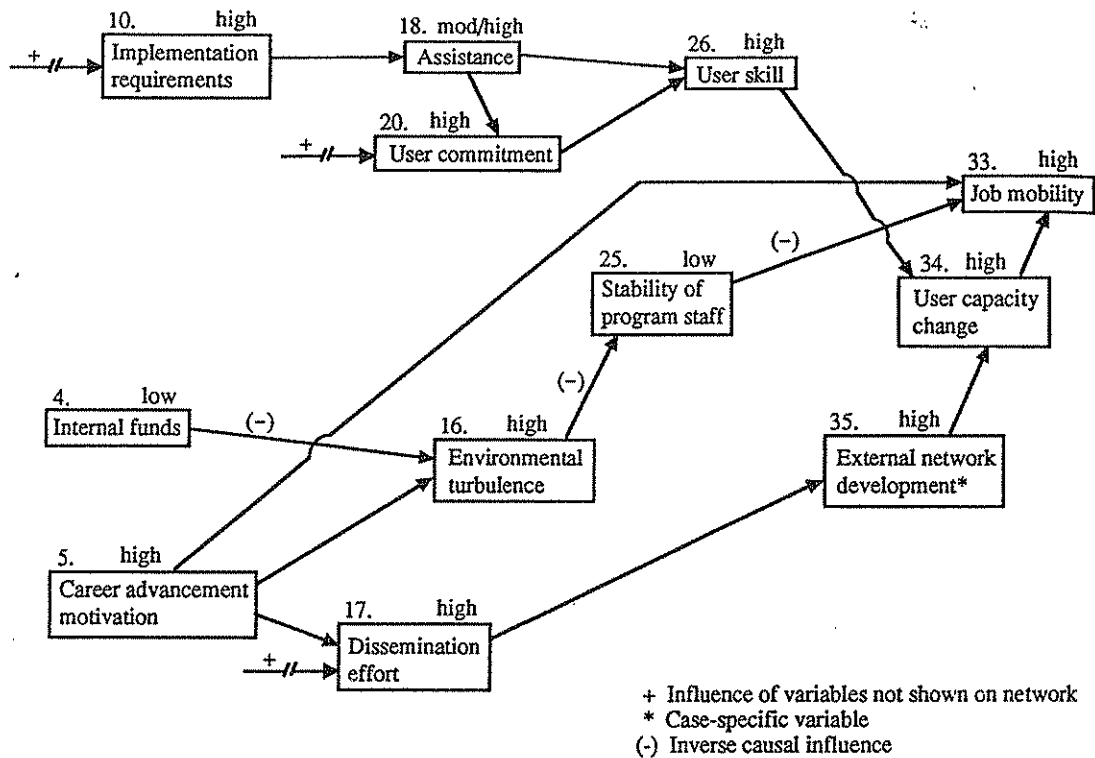 10. high
Implementation
requirements
+
18. mod/high
Assistance
26. high
User skill
20. high
User commitment
+
33. high
Job mobility
(-)
25. low
Stability of
program staff
34. high
User capacity
change
(-)
4. low
Internal funds
(-)
16. high
Environmental
turbulence
35. high
External network
development*
5. high
Career advancement
motivation
17. high
Dissemination
effort
+
+ Influence of variables not shown on network
* Case-specific variable
(-) Inverse causal influence